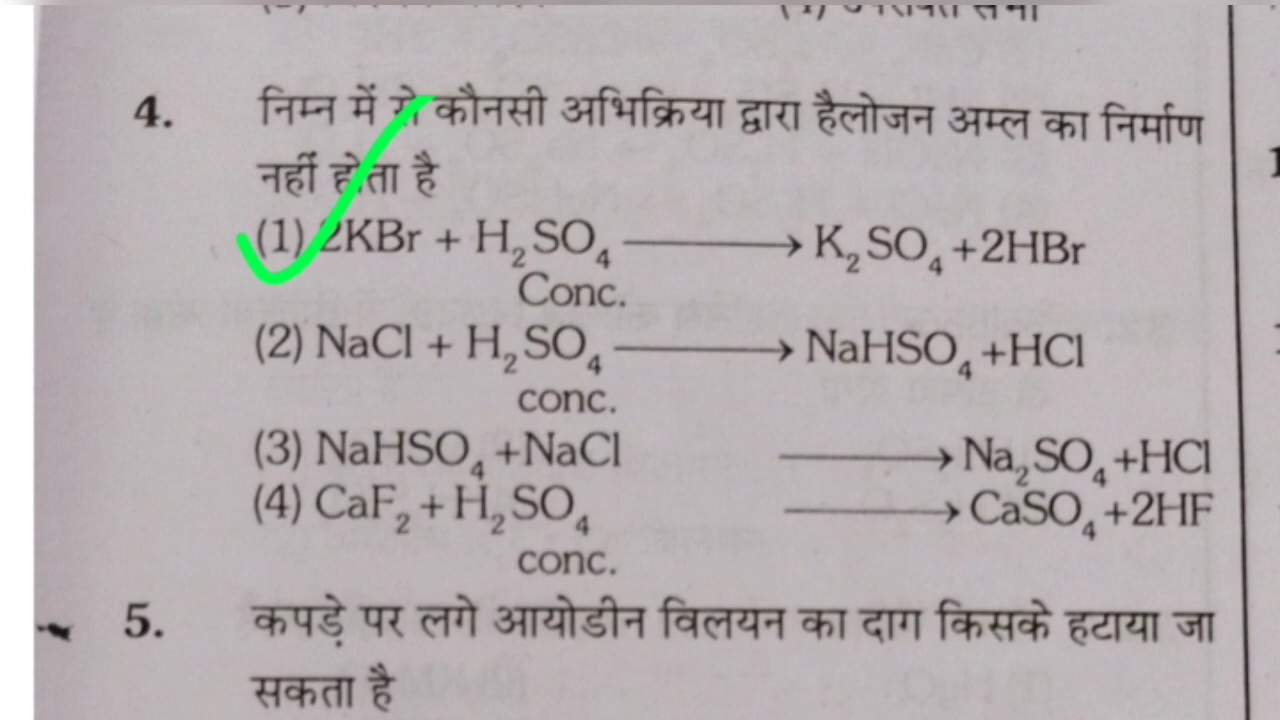 4. निम्न में से कौनसी अभिक्रिया द्वारा हैलोजन अम्ल का निर्माण
नहीं होता है
(1) 2KBr + H₂SO₄ ⟶ K₂SO₄ +2HBr
Conc.
(2) NaCl + H₂SO₄ ⟶ NaHSO₄ +HCl
conc.
(3) NaHSO₄ +NaCl ⟶ Na₂SO₄ +HCl
(4) CaF₂ + H₂SO₄ ⟶ CaSO₄ +2HF
conc.
5. कपड़े पर लगे आयोडीन विलयन का दाग किसके हटाया जा
सकता है